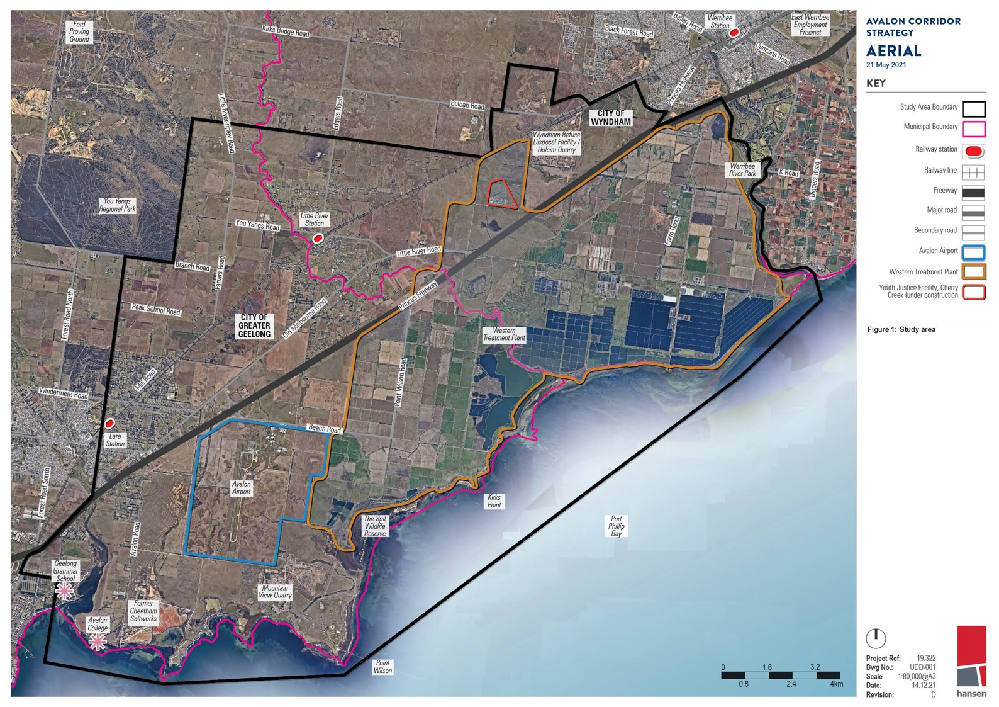 AVALON CORRIDOR
STRATEGY
AERIAL
21 May 2021
KEY
Study Area Boundary
Municipal Boundary
Railway station
Railway line
Freeway
Major road
Secondary road
Avalon Airport
Western Treatment Plant
Youth Justice Facility, Cherry
Creek (under construction
Figure 1: Study area
Ford
Proving
Ground
Kirks Bridge Road
Black Forest Road
Ballan Road
Werribee
Station
East Werribee
Employment
Precinct
Duncans Road
Princes Highway
Little River-ripley Road
Edgars Road
Bulban Road
CITY OF
WYNDHAM
Wyndham Refuse
Disposal Facility /
Holcim Quarry
Werribee
River Park
K Road
Diggers Road
You Yangs
Regional Park
You Yangs Road
Little River
Station
Little River Road
Farm Road
Branch Road
Farrars Road
Forest Road North
Peak School Road
CITY OF
GREATER
GEELONG
Old Melbourne Road
Princes Freeway
Western
Treatment Plant
Mill Road
Windermere Road
Point Wilson Road
Lara
Station
Beach Road
Forest Road South
Avalon
Airport
Kirks
Point
The Spit
Wildlife
Reserve
Port
Phillip
Bay
Avalon Road
Geelong
Grammar
School
Mountain
View Quarry
Former
Cheetham
Saltworks
Avalon
College
Point
Wilson
0 1.6 3.2
0.8 2.4 4km
Project Ref: 19.322
Dwg No.: UDD-001
Scale 1:80,000@A3
Date: 14.12.21
Revision: D
hansen